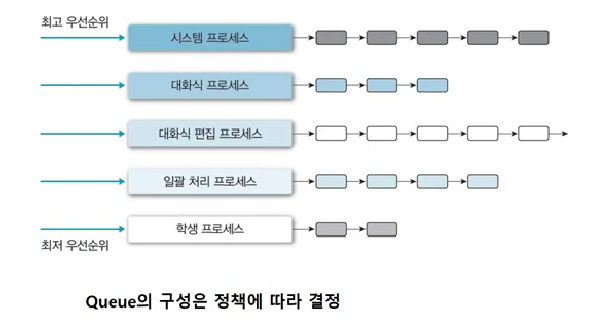 최고 우선순위
시스템 프로세스
대화식 프로세스
대화식 편집 프로세스
일괄 처리 프로세스
학생 프로세스
최저 우선순위
Queue의 구성은 정책에 따라 결정